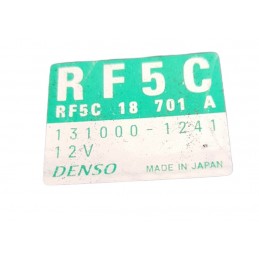 RF5C
RF5C 18 701 A
131000-1241
12V
DENSO MADE IN JAPAN